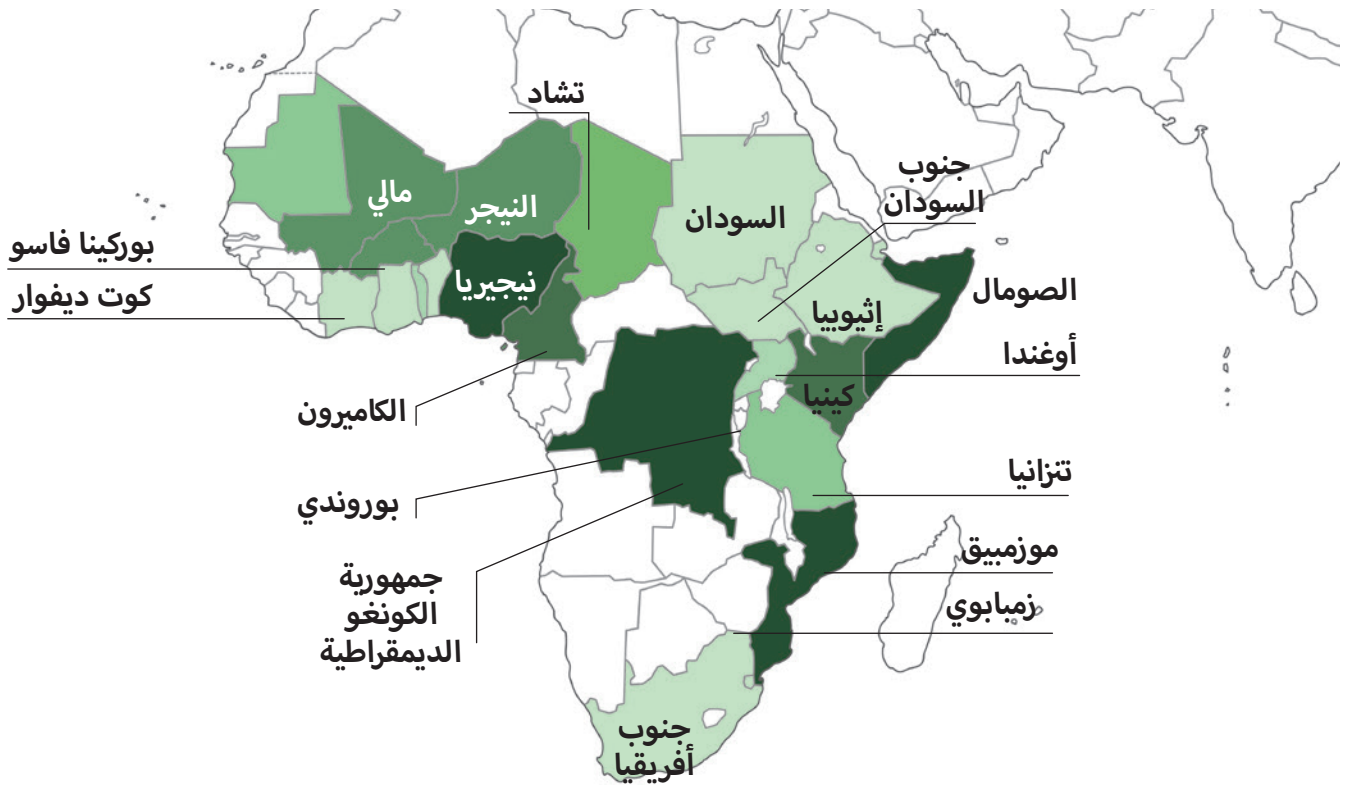 تشاد
جنوب
السودان
مالي
النيجر
السودان
بوركينا فاسو
نيجيريا
كوت ديفوار
الصومال
إثيوبيا
أوغندا
كينيا
الكاميرون
تنزانيا
بوروندي
موزمبيق
جمهورية
الكونغو
الديمقراطية
زمبابوي
جنوب
أفريقيا